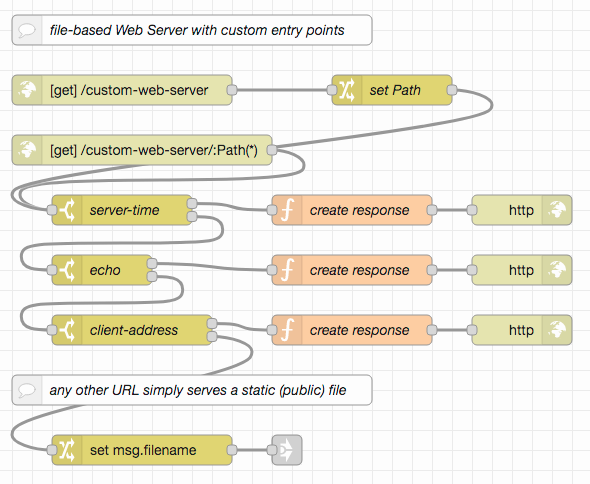 file-based Web Server with custom entry points
[get] /custom-web-server
set Path
[get] /custom-web-server/:Path(*)
server-time
create response
http
echo
create response
http
client-address
create response
http
any other URL simply serves a static (public) file
set msg.filename